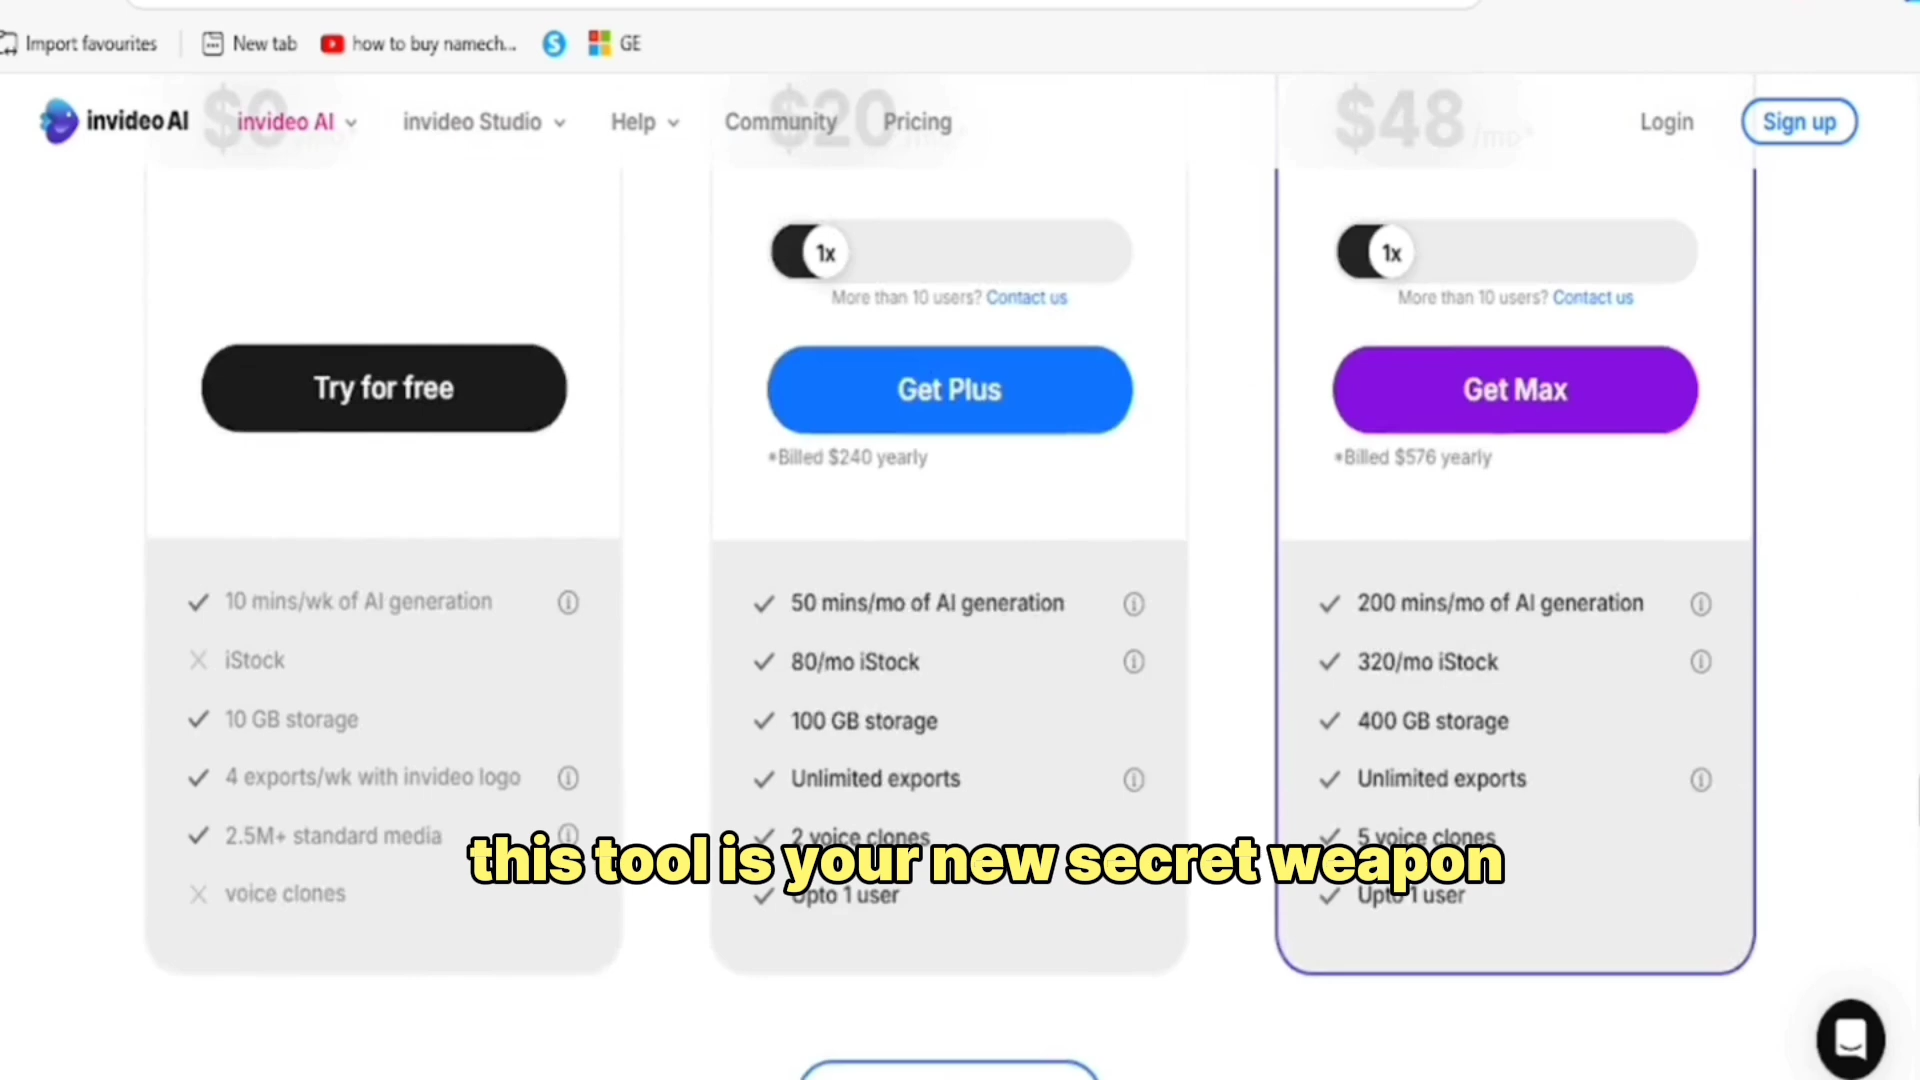 Import favourites
New tab
how to buy namech...
S
GE
invideo AI
$0
invideo AI
invideo Studio
Help
Community
$20
Pricing
$48 /mo*
Login
Sign up
1x
More than 10 users? Contact us
1x
More than 10 users? Contact us
Try for free
Get Plus
*Billed $240 yearly
Get Max
*Billed $576 yearly
10 mins/wk of AI generation
iStock
10 GB storage
4 exports/wk with invideo logo
2.5M+ standard media
voice clones
50 mins/mo of AI generation
80/mo iStock
100 GB storage
Unlimited exports
2 voice clones
Upto 1 user
200 mins/mo of AI generation
320/mo iStock
400 GB storage
Unlimited exports
5 voice clones
Upto 1 user
this tool is your new secret weapon